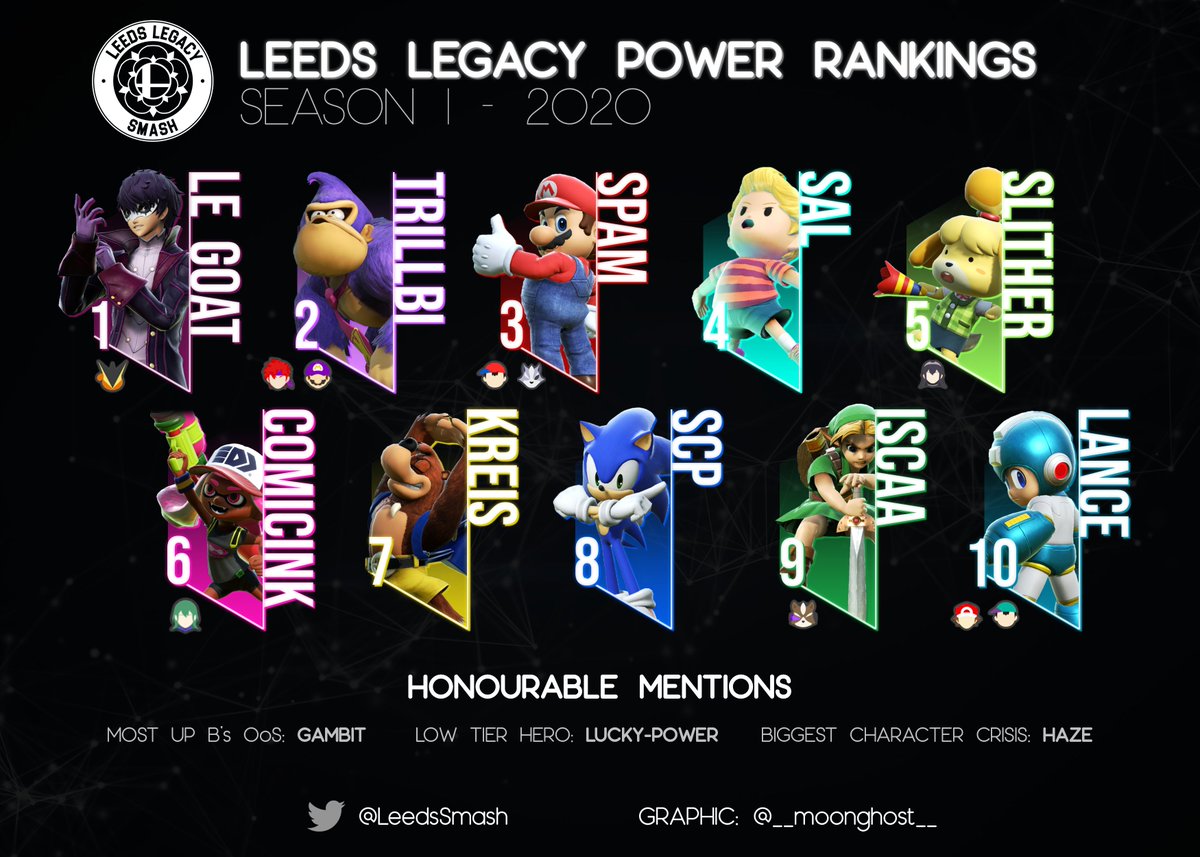 LEEDS LEGACY
SMASH
LEEDS LEGACY POWER RANKINGS
SEASON 1 - 2020
1
LE GOAT
2
TRILLBI
3
SPAM
4
SAL
5
SLITHER
6
COMICINK
7
KREIS
8
SCP
9
ISCAA
10
LANCE
HONOURABLE MENTIONS
MOST UP B's OoS: GAMBIT
LOW TIER HERO: LUCKY-POWER
BIGGEST CHARACTER CRISIS: HAZE
@LeedsSmash
GRAPHIC: @__moonghost__